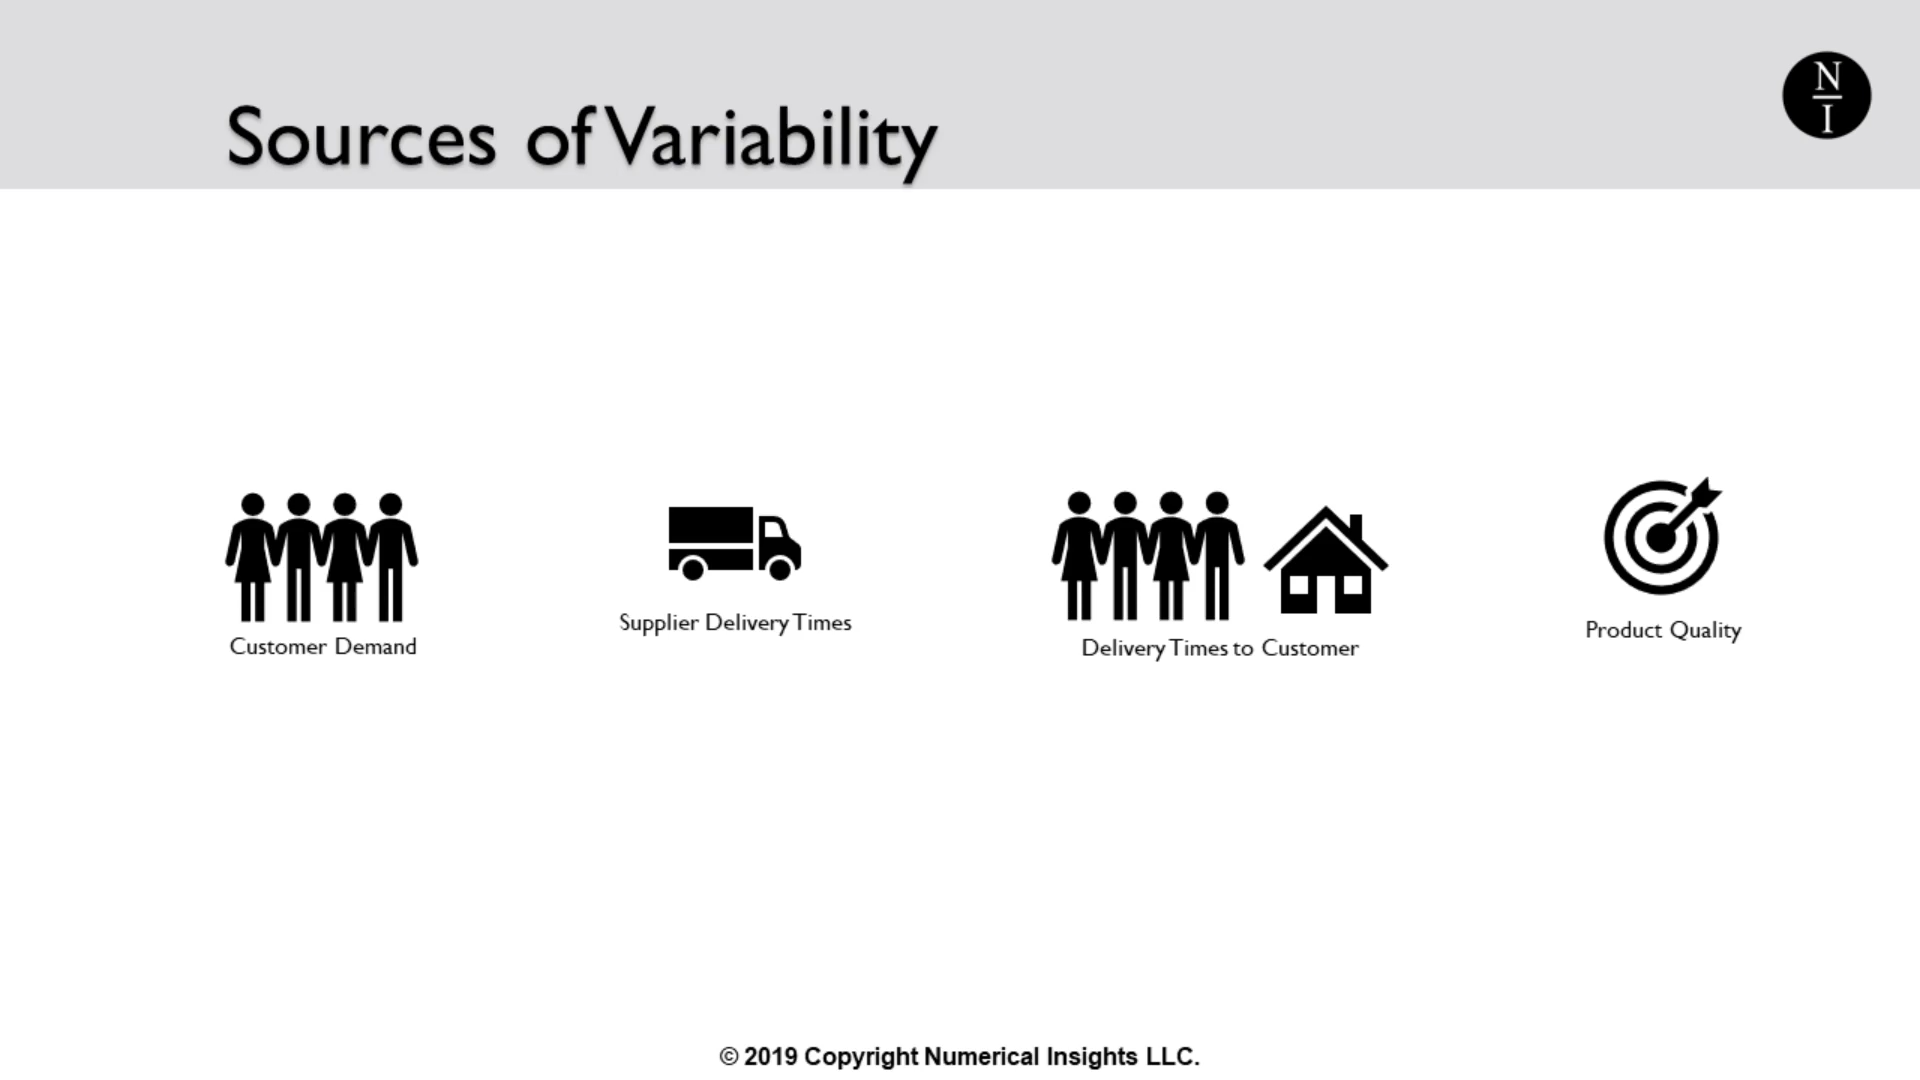 N
I
Sources of Variability
Customer Demand
Supplier Delivery Times
Delivery Times to Customer
Product Quality
© 2019 Copyright Numerical Insights LLC.